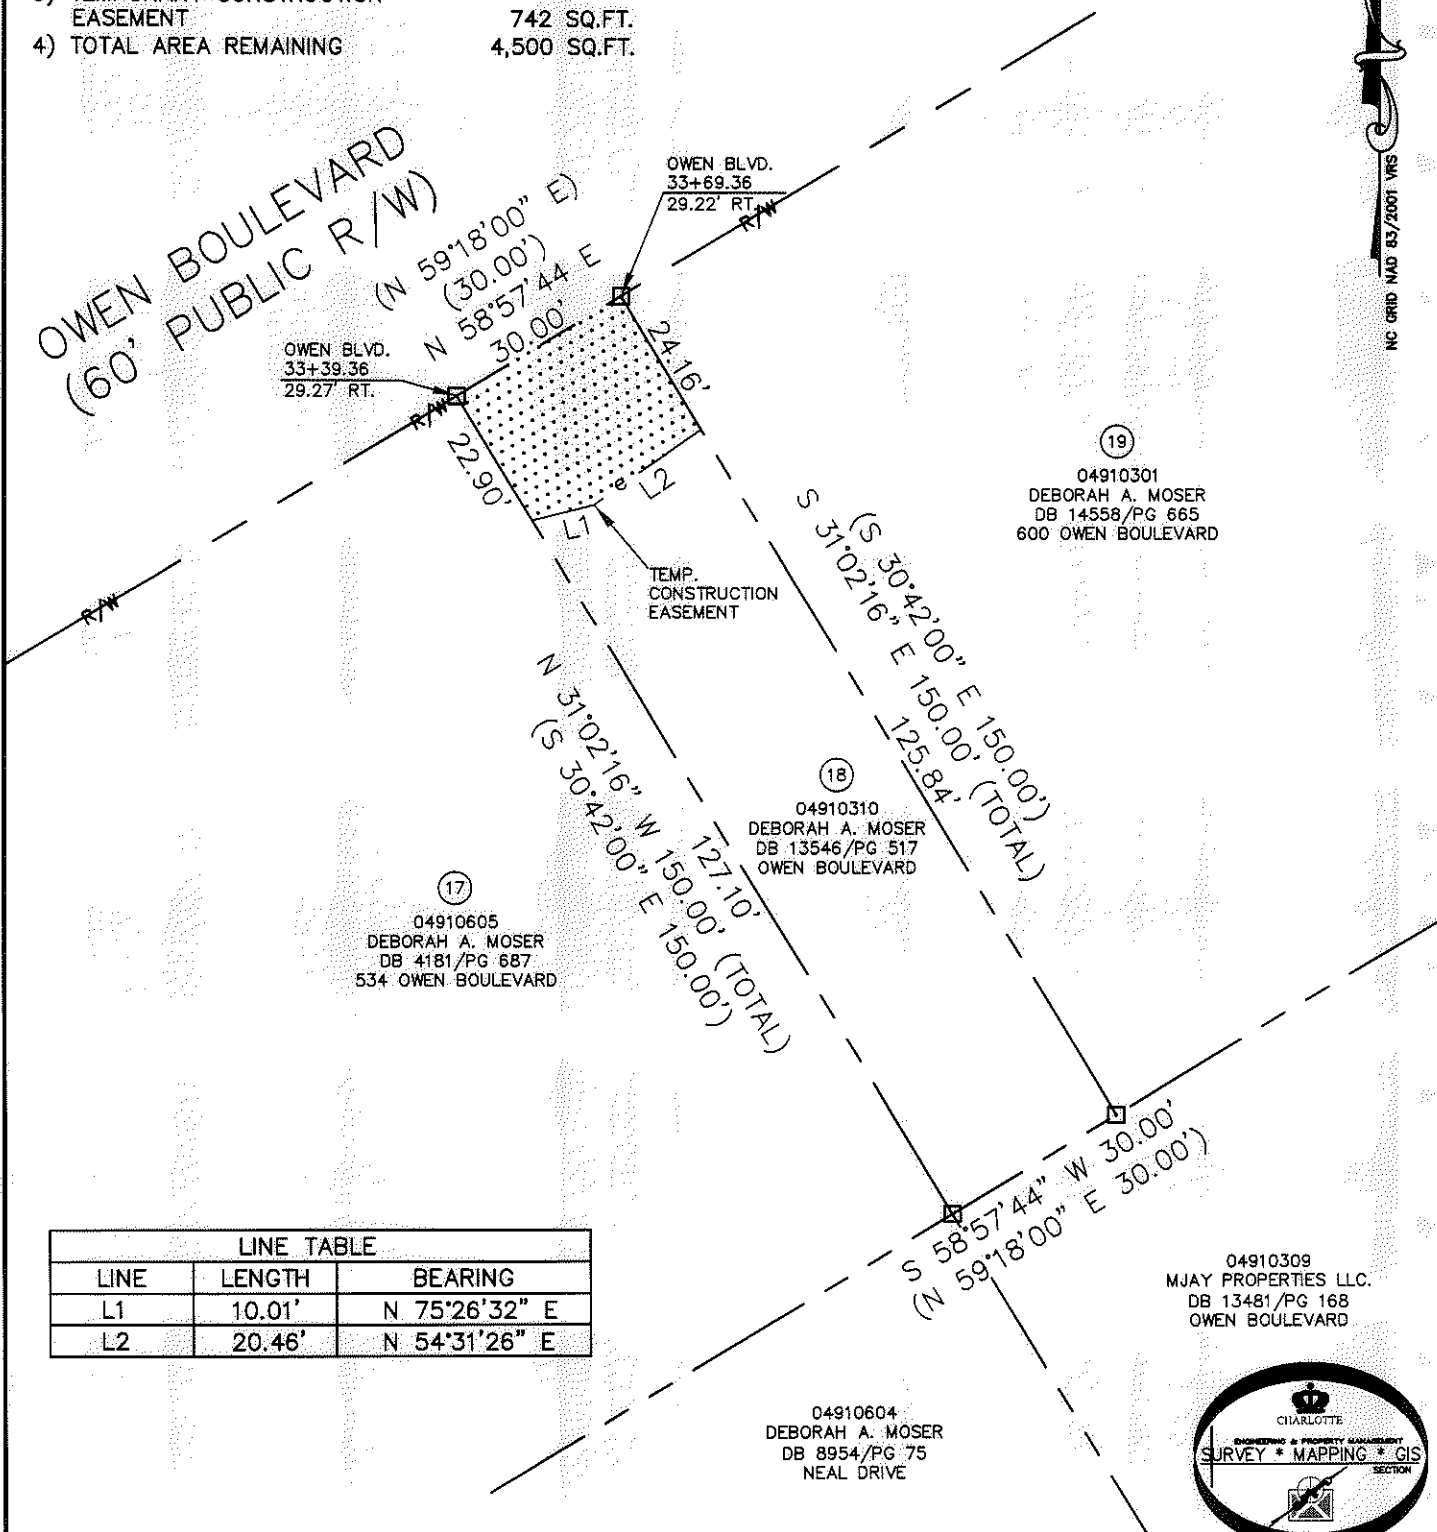 EASEMENT 742 SQ.FT.
4) TOTAL AREA REMAINING 4,500 SQ.FT.
NC GRID NAD 83/2001 VRS
OWEN BOULEVARD
(60' PUBLIC R/W)
(N 59°18'00" E)
(30.00')
N 58°57'44 E
30.00'
OWEN BLVD.
33+69.36
29.22' RT.
R/W
OWEN BLVD.
33+39.36
29.27' RT.
R/W
R/W
24.16'
22.90'
L1
e
L2
TEMP.
CONSTRUCTION
EASEMENT
19
04910301
DEBORAH A. MOSER
DB 14558/PG 665
600 OWEN BOULEVARD
(S 30°42'00" E 150.00')
S 31°02'16" E 150.00' (TOTAL)
125.84'
18
04910310
DEBORAH A. MOSER
DB 13546/PG 517
OWEN BOULEVARD
127.10'
N 31°02'16" W 150.00' (TOTAL)
(S 30°42'00" E 150.00')
17
04910605
DEBORAH A. MOSER
DB 4181/PG 687
534 OWEN BOULEVARD
S 58°57'44" W 30.00'
(N 59°18'00" E 30.00')
LINE TABLE
LINE LENGTH BEARING
L1 10.01' N 75°26'32" E
L2 20.46' N 54°31'26" E
04910309
MJAY PROPERTIES LLC.
DB 13481/PG 168
OWEN BOULEVARD
04910604
DEBORAH A. MOSER
DB 8954/PG 75
NEAL DRIVE
CHARLOTTE
ENGINEERING & PROPERTY MANAGEMENT
SURVEY * MAPPING * GIS
SECTION